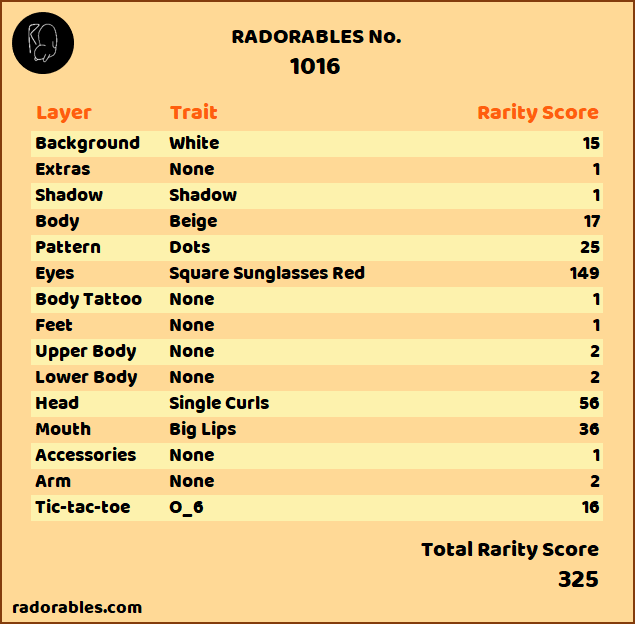 RADORABLES No.
1016
Layer Trait Rarity Score
Background White 15
Extras None 1
Shadow Shadow 1
Body Beige 17
Pattern Dots 25
Eyes Square Sunglasses Red 149
Body Tattoo None 1
Feet None 1
Upper Body None 2
Lower Body None 2
Head Single Curls 56
Mouth Big Lips 36
Accessories None 1
Arm None 2
Tic-tac-toe O_6 16
Total Rarity Score
325
radorables.com